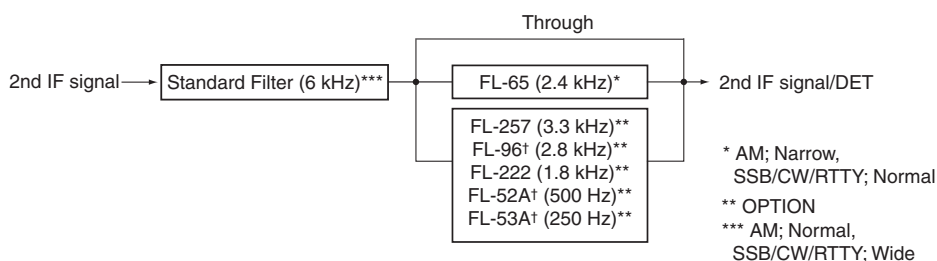 Through
2nd IF signal
Standard Filter (6 kHz)***
FL-65 (2.4 kHz)*
2nd IF signal/DET
FL-257 (3.3 kHz)**
FL-96† (2.8 kHz)**
FL-222 (1.8 kHz)**
FL-52A† (500 Hz)**
FL-53A† (250 Hz)**
* AM; Narrow,
SSB/CW/RTTY; Normal
** OPTION
*** AM; Normal,
SSB/CW/RTTY; Wide